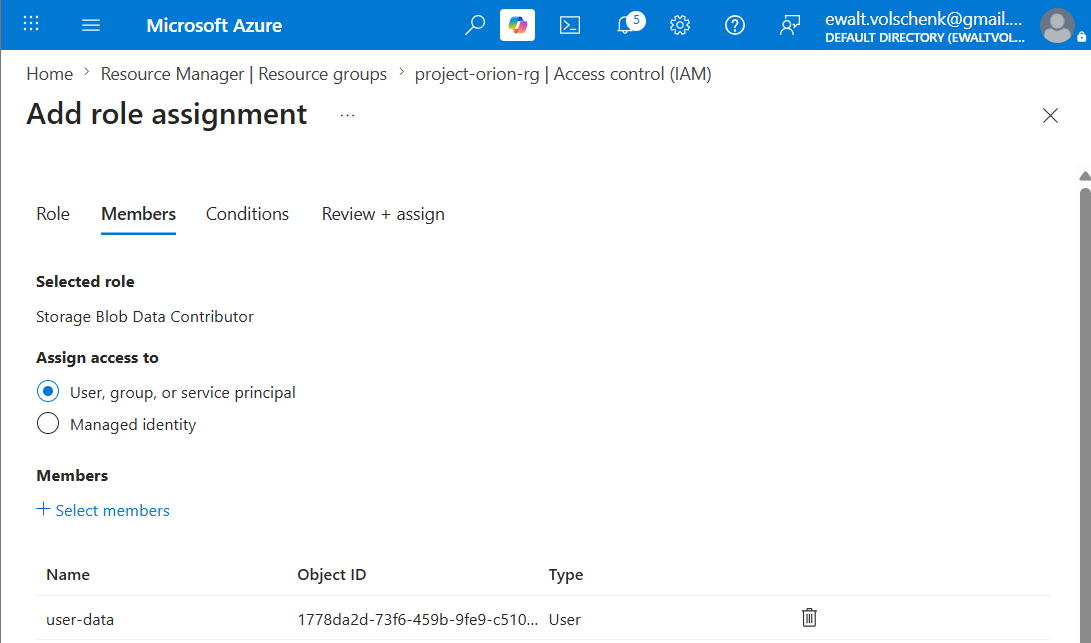 Microsoft Azure
5
ewalt.volschenk@gmail....
DEFAULT DIRECTORY (EWALTVOL...
Home > Resource Manager | Resource groups > project-orion-rg | Access control (IAM)
Add role assignment ...
Role Members Conditions Review + assign
Selected role
Storage Blob Data Contributor
Assign access to
User, group, or service principal
Managed identity
Members
+ Select members
Name Object ID Type
user-data 1778da2d-73f6-459b-9fe9-c510... User